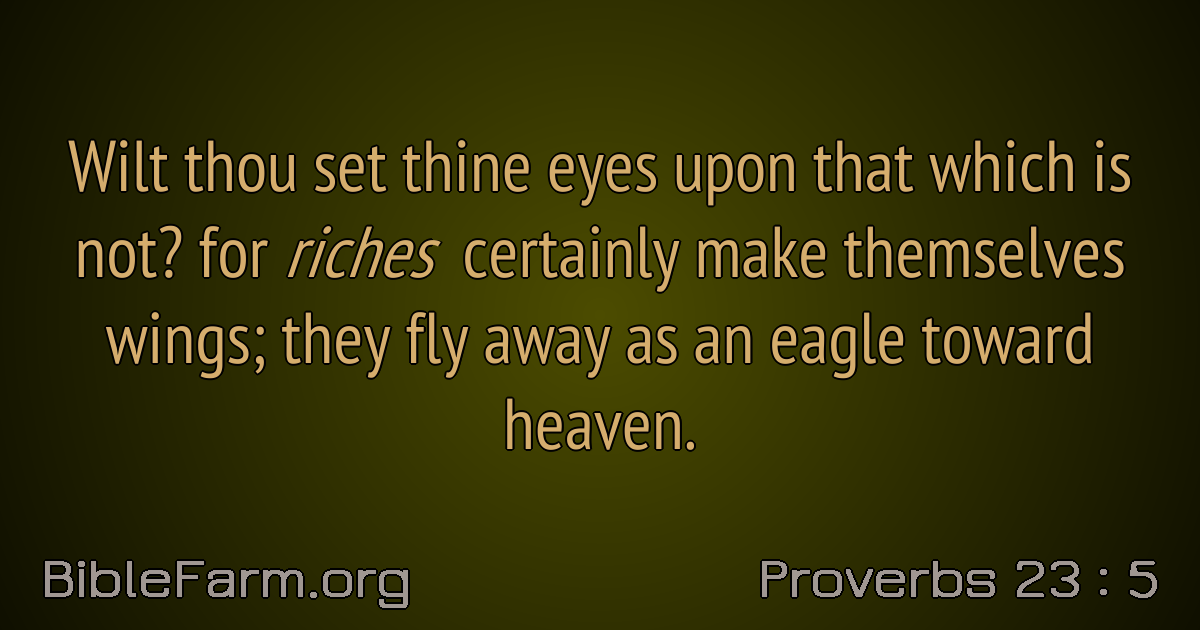 Wilt thou set thine eyes upon that which is
not? for riches certainly make themselves
wings; they fly away as an eagle toward
heaven.
BibleFarm.org
Proverbs 23 : 5